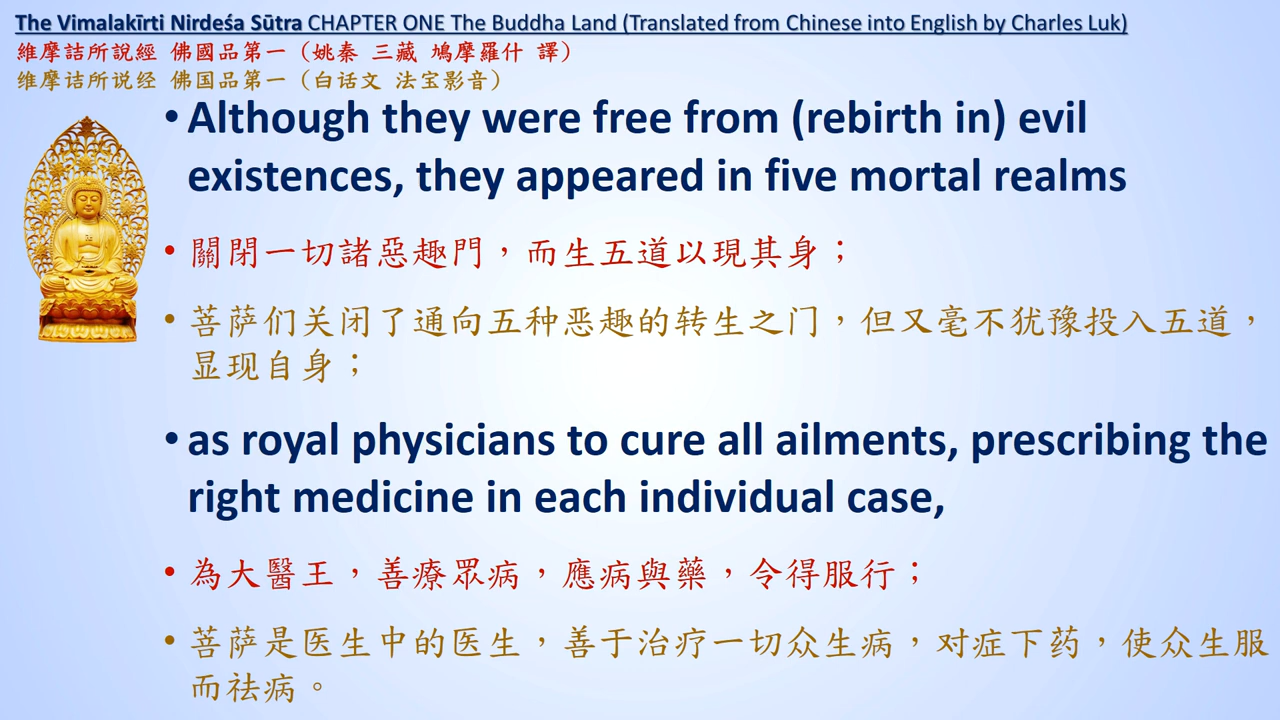 The Vimalakīrti Nirdeśa Sūtra CHAPTER ONE The Buddha Land (Translated from Chinese into English by Charles Luk)
維摩詰所說經 佛國品第一（姚秦 三藏 鳩摩羅什 譯）
维摩诘所说经 佛国品第一（白话文 法宝影音）
• Although they were free from (rebirth in) evil
existences, they appeared in five mortal realms
• 關閉一切諸惡趣門，而生五道以現其身；
• 菩萨们关闭了通向五种恶趣的转生之门，但又毫不犹豫投入五道，
显现自身；
• as royal physicians to cure all ailments, prescribing the
right medicine in each individual case,
• 為大醫王，善療眾病，應病與藥，令得服行；
• 菩萨是医生中的医生，善于治疗一切众生病，对症下药，使众生服
而祛病。